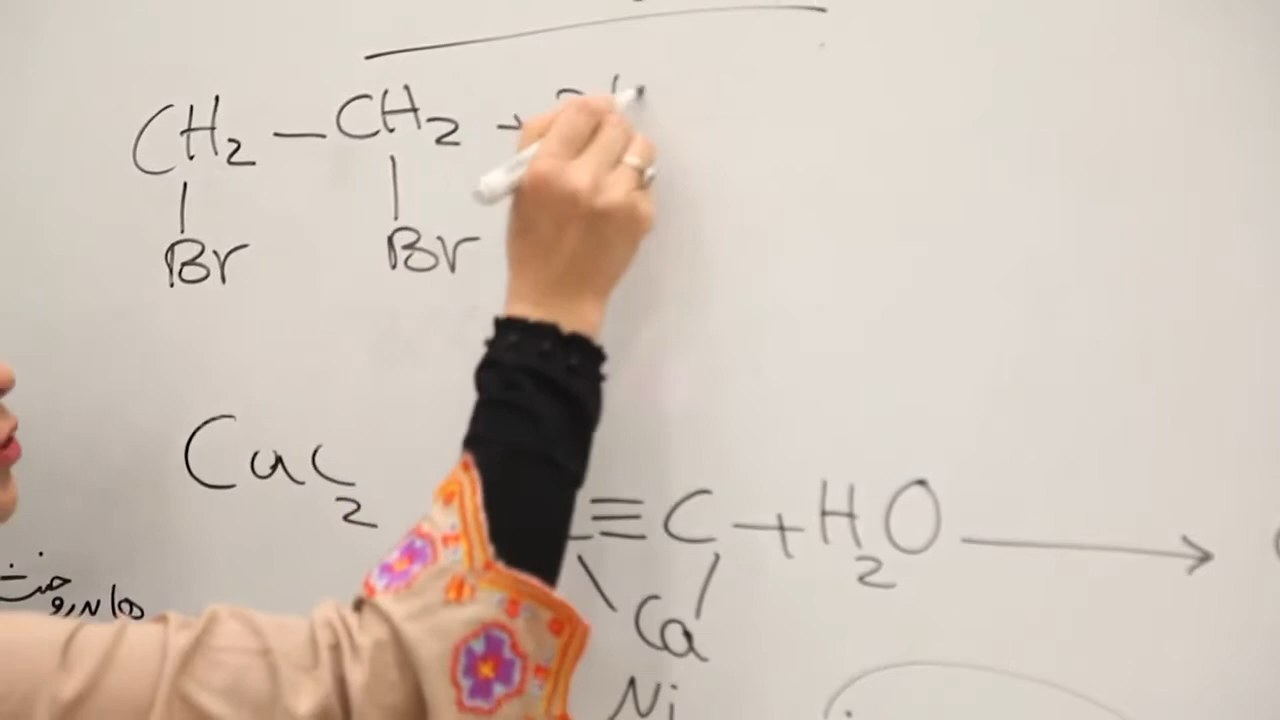 CH2 — CH2 +
Br Br
CaC2
≡ C + H2O →
Ca
Ni